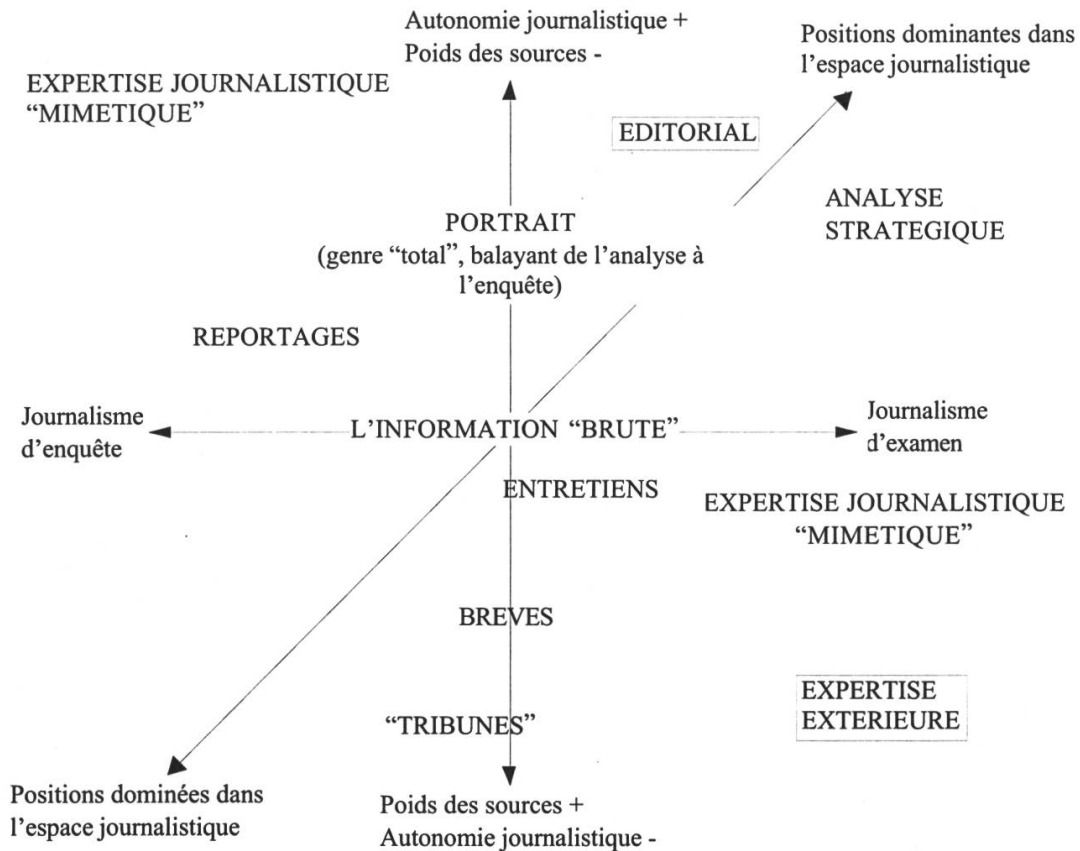 Autonomie journalistique +
Poids des sources -
Positions dominantes dans
l'espace journalistique
EXPERTISE JOURNALISTIQUE
“MIMETIQUE”
EDITORIAL
ANALYSE
STRATEGIQUE
PORTRAIT
(genre “total”, balayant de l'analyse à
l'enquête)
REPORTAGES
Journalisme
d'enquête
L'INFORMATION “BRUTE”
Journalisme
d'examen
ENTRETIENS
EXPERTISE JOURNALISTIQUE
“MIMETIQUE”
BREVES
EXPERTISE
EXTERIEURE
“TRIBUNES”
Positions dominées dans
l'espace journalistique
Poids des sources +
Autonomie journalistique -